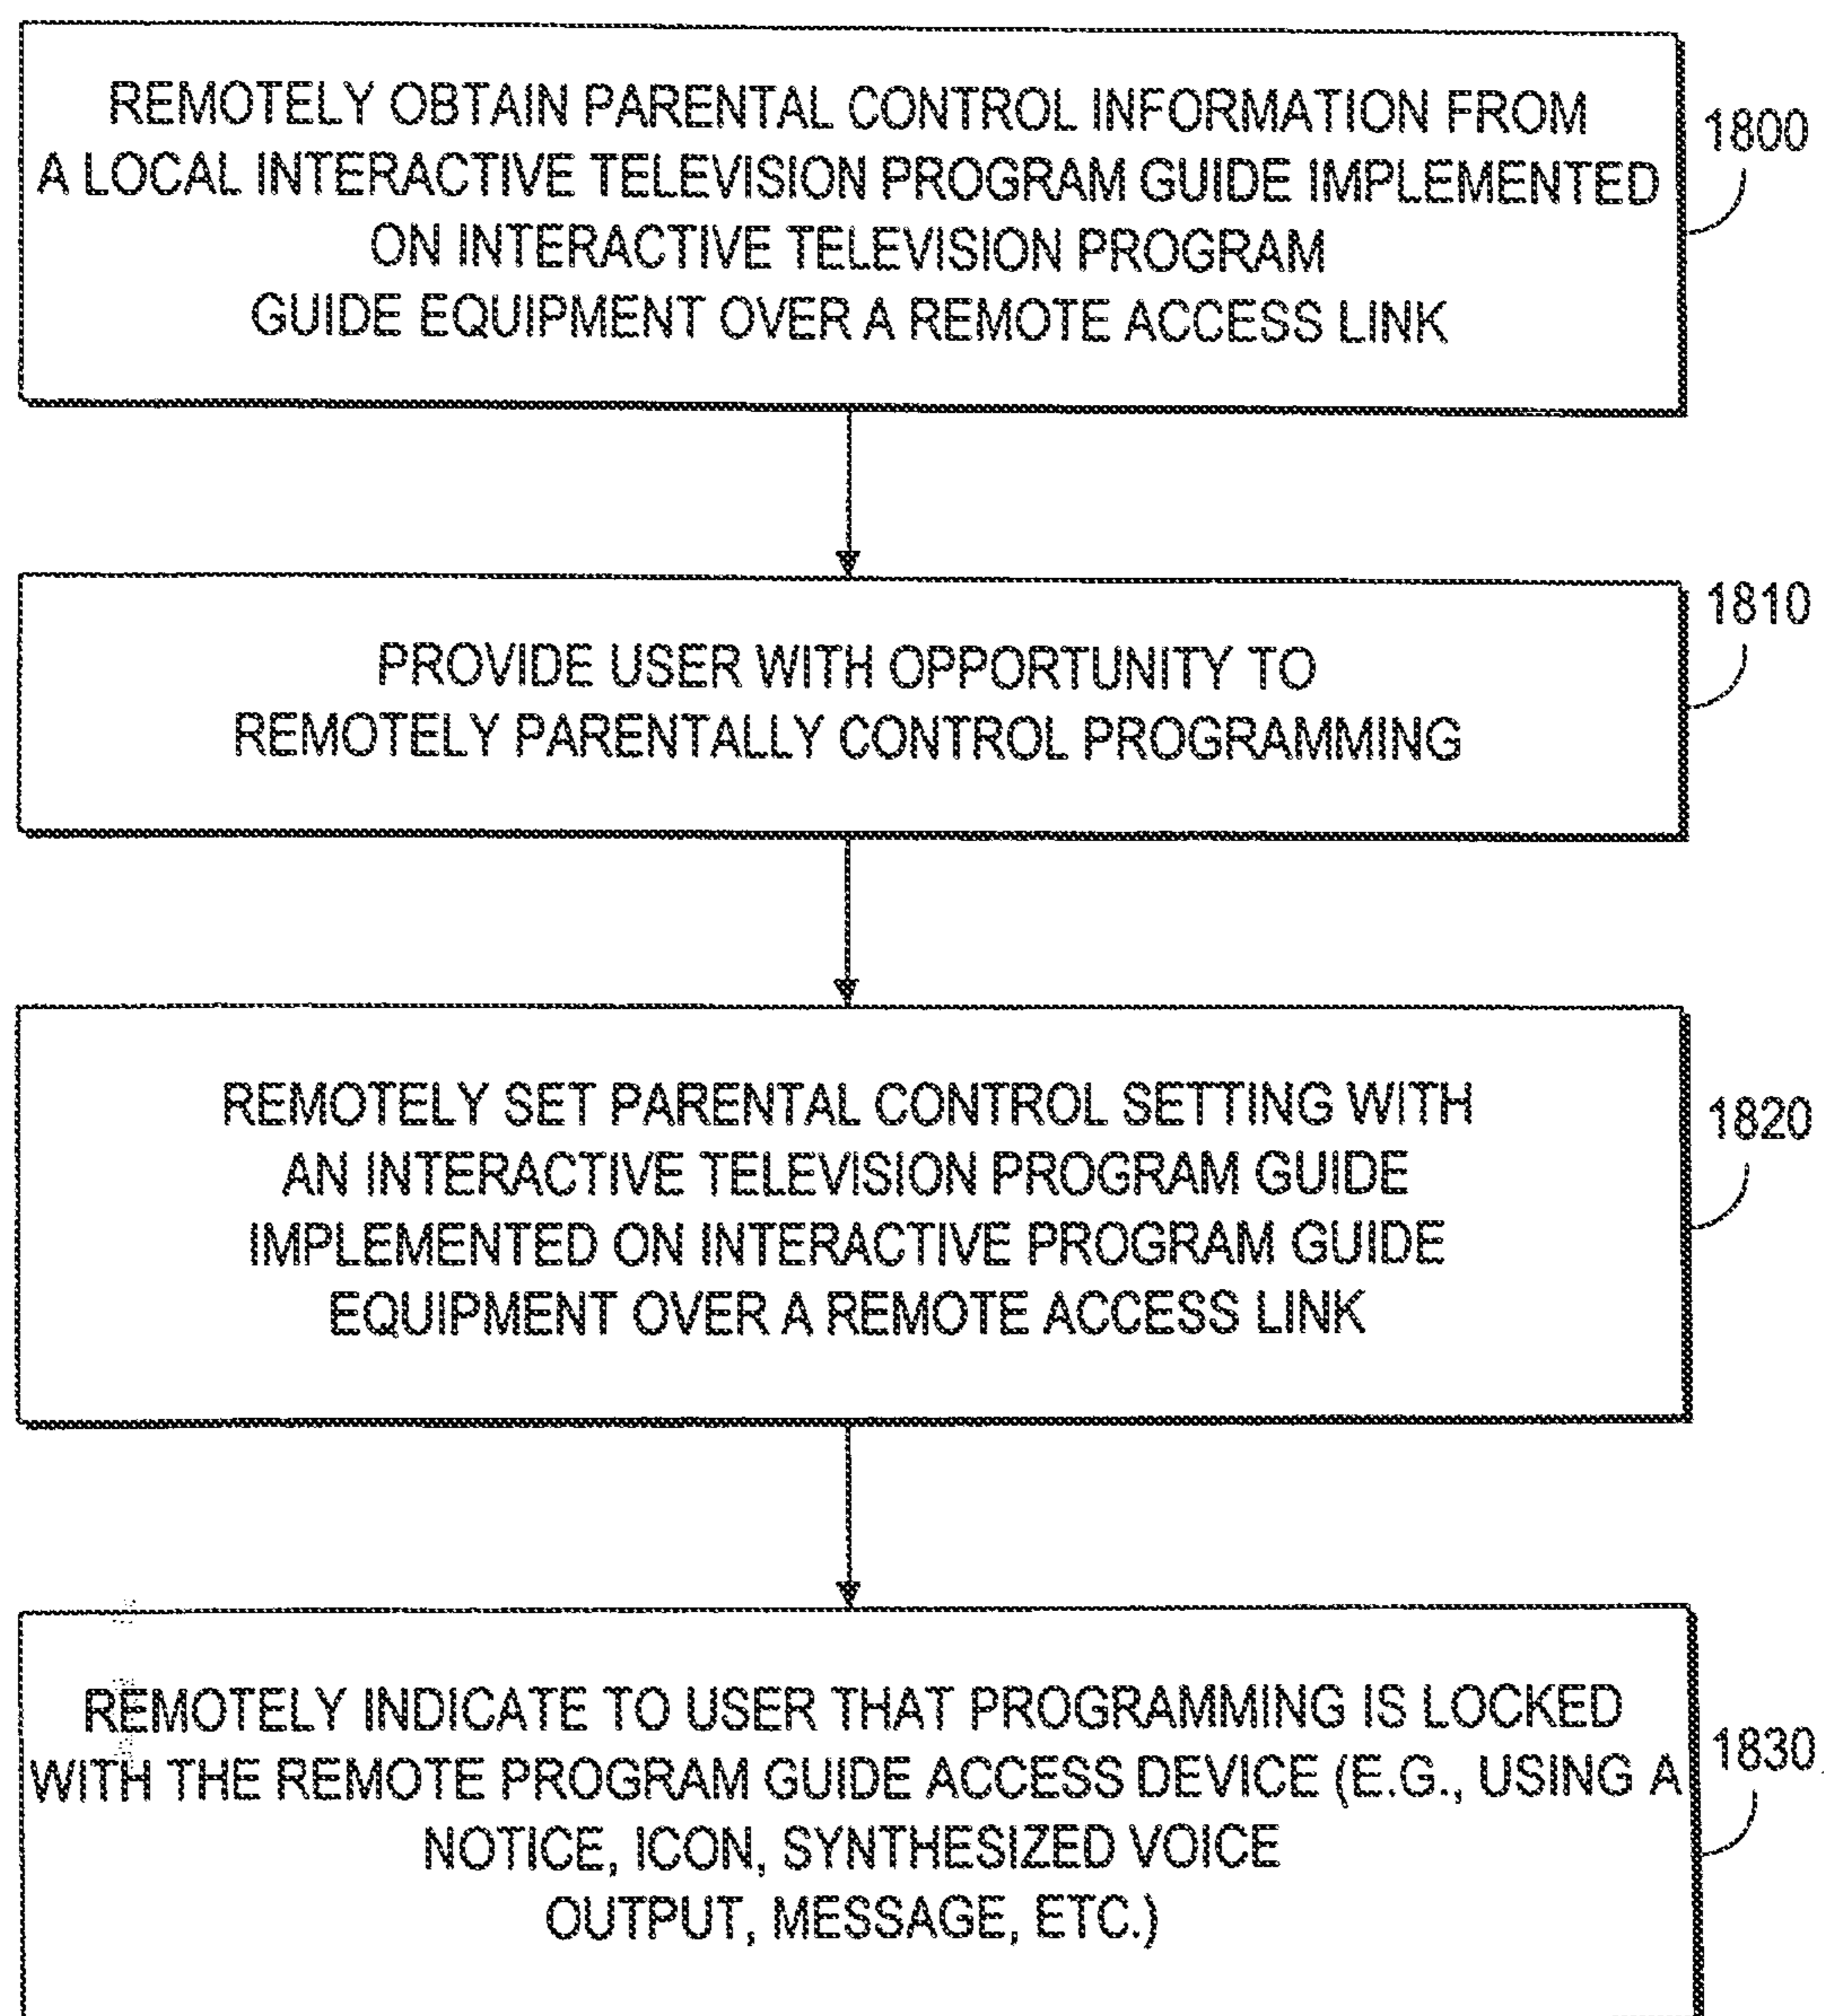 REMOTELY OBTAIN PARENTAL CONTROL INFORMATION FROM
A LOCAL INTERACTIVE TELEVISION PROGRAM GUIDE IMPLEMENTED
ON INTERACTIVE TELEVISION PROGRAM
GUIDE EQUIPMENT OVER A REMOTE ACCESS LINK
1800
PROVIDE USER WITH OPPORTUNITY TO
REMOTELY PARENTALLY CONTROL PROGRAMMING
1810
REMOTELY SET PARENTAL CONTROL SETTING WITH
AN INTERACTIVE TELEVISION PROGRAM GUIDE
IMPLEMENTED ON INTERACTIVE PROGRAM GUIDE
EQUIPMENT OVER A REMOTE ACCESS LINK
1820
REMOTELY INDICATE TO USER THAT PROGRAMMING IS LOCKED
WITH THE REMOTE PROGRAM GUIDE ACCESS DEVICE (E.G., USING A
NOTICE, ICON, SYNTHESIZED VOICE
OUTPUT, MESSAGE, ETC.)
1830